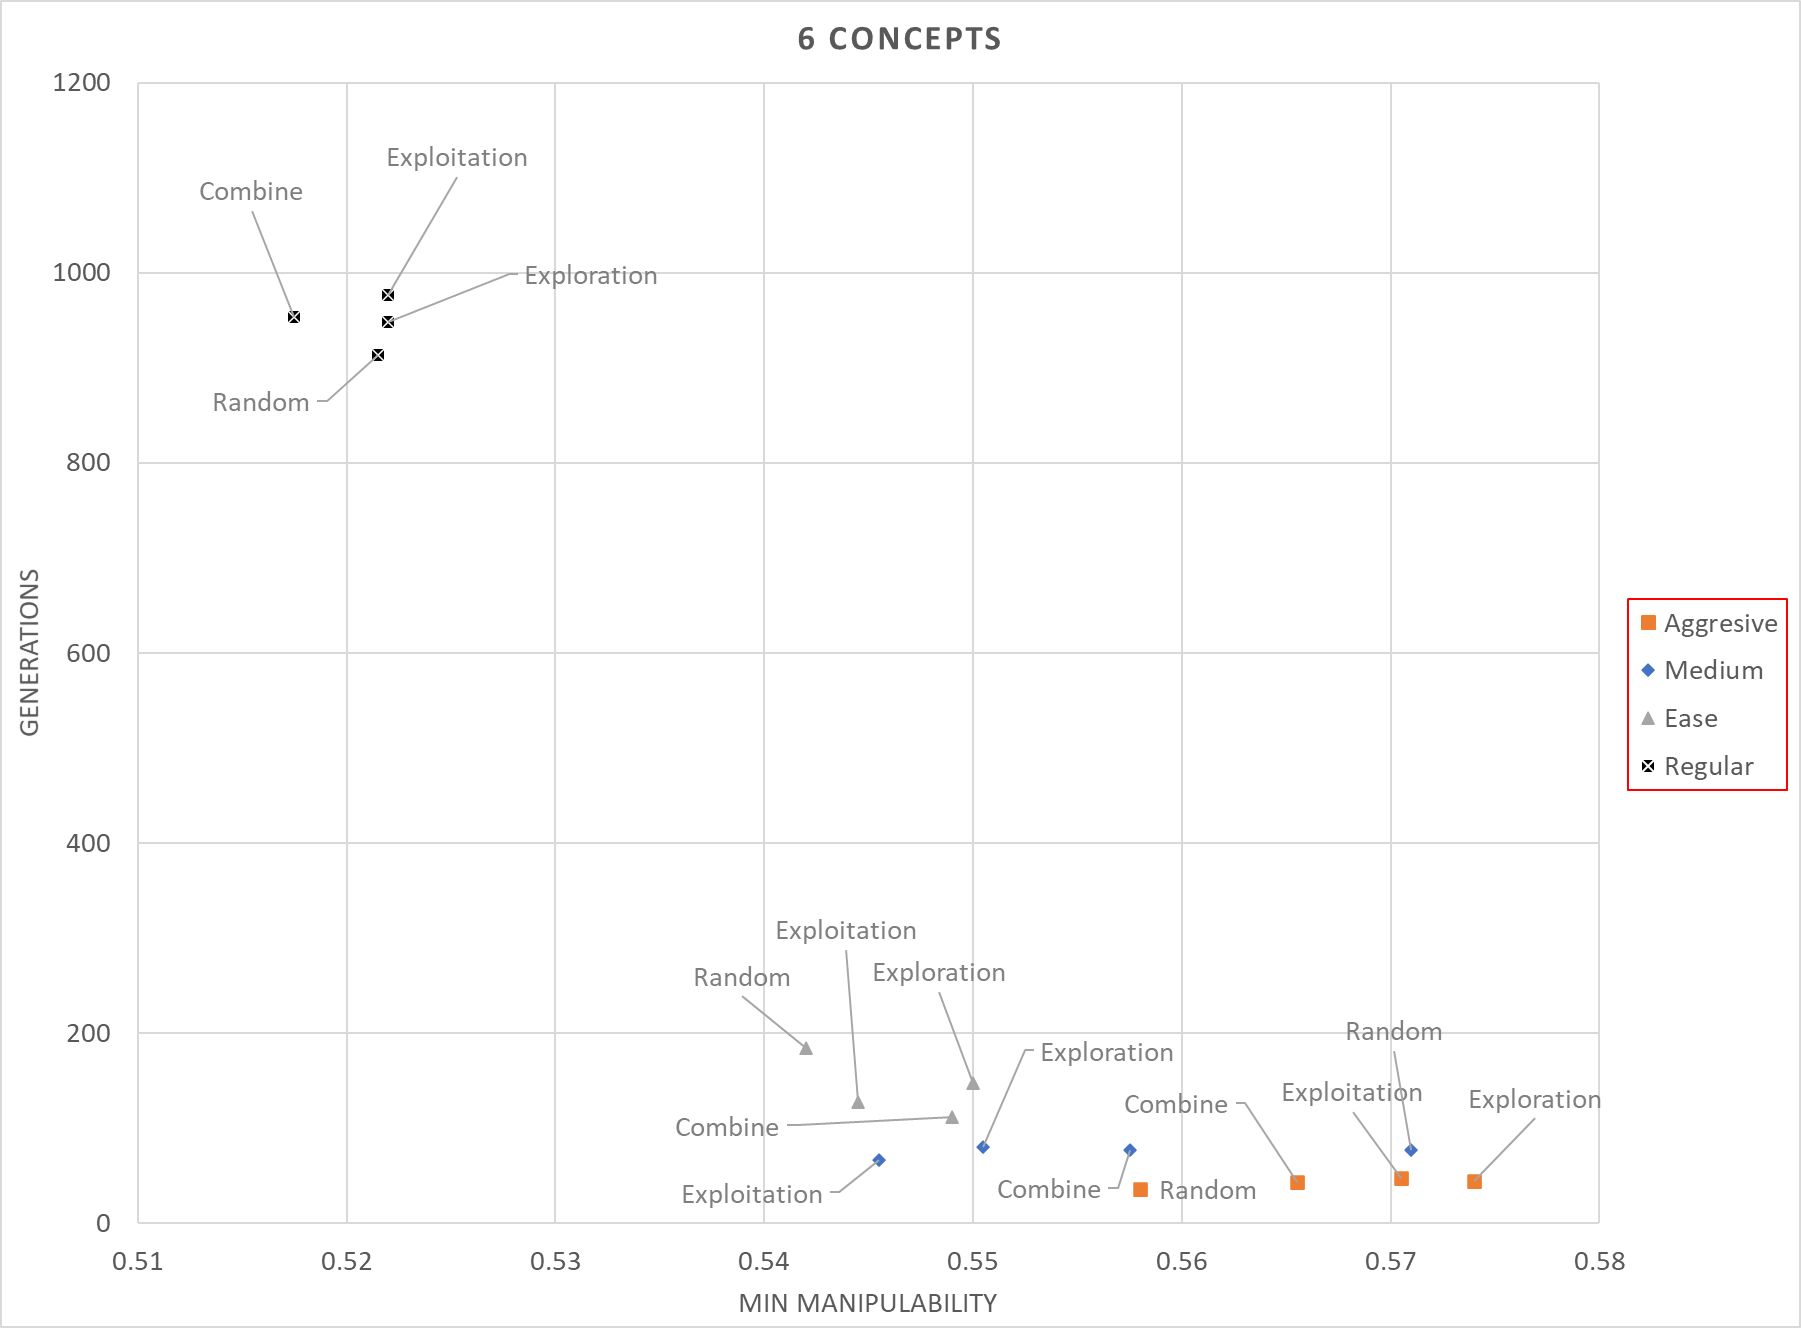 6 CONCEPTS
1200
1000
800
600
400
200
0
GENERATIONS
Exploitation
Combine
Exploration
Random
Exploitation
Random
Exploration
Combine
Exploitation
Exploration
Combine
Random
Random
Combine
Exploitation
Exploration
0.51
0.52
0.53
0.54
0.55
0.56
0.57
0.58
MIN MANIPULABILITY
Aggresive
Medium
Ease
Regular